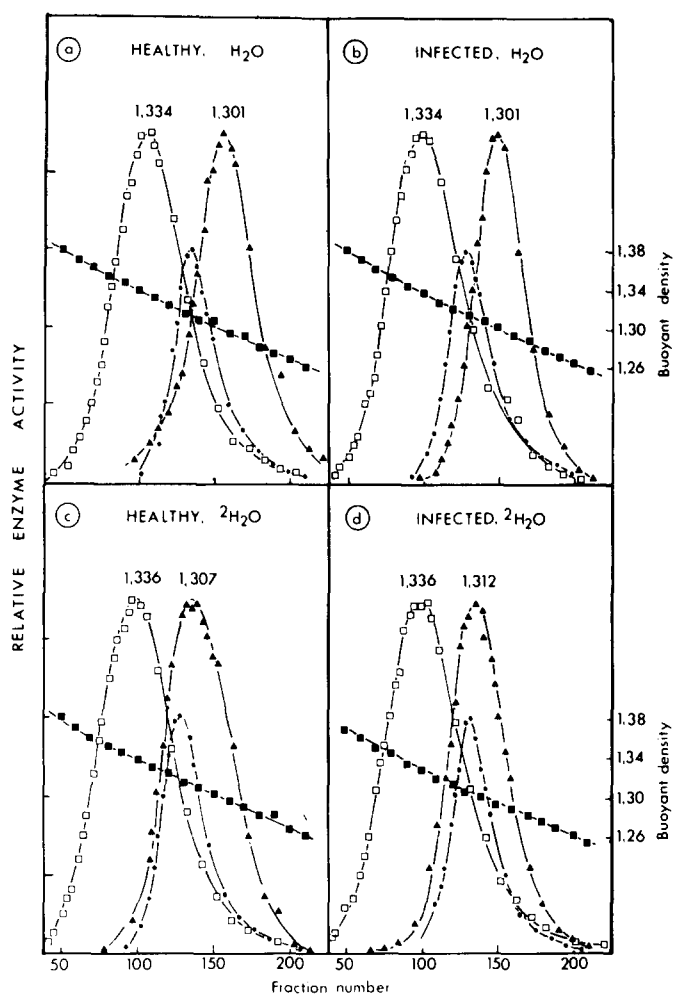 ⓐ HEALTHY, H₂O
ⓑ INFECTED, H₂O
1,334 1,301
1,334 1,301
1,38
1,34
1,30
1,26
Buoyant density
ⓒ HEALTHY, ²H₂O
ⓓ INFECTED, ²H₂O
1,336 1,307
1,336 1,312
1,38
1,34
1,30
1,26
Buoyant density
RELATIVE ENZYME ACTIVITY
50 100 150 200
50 100 150 200
Fraction number